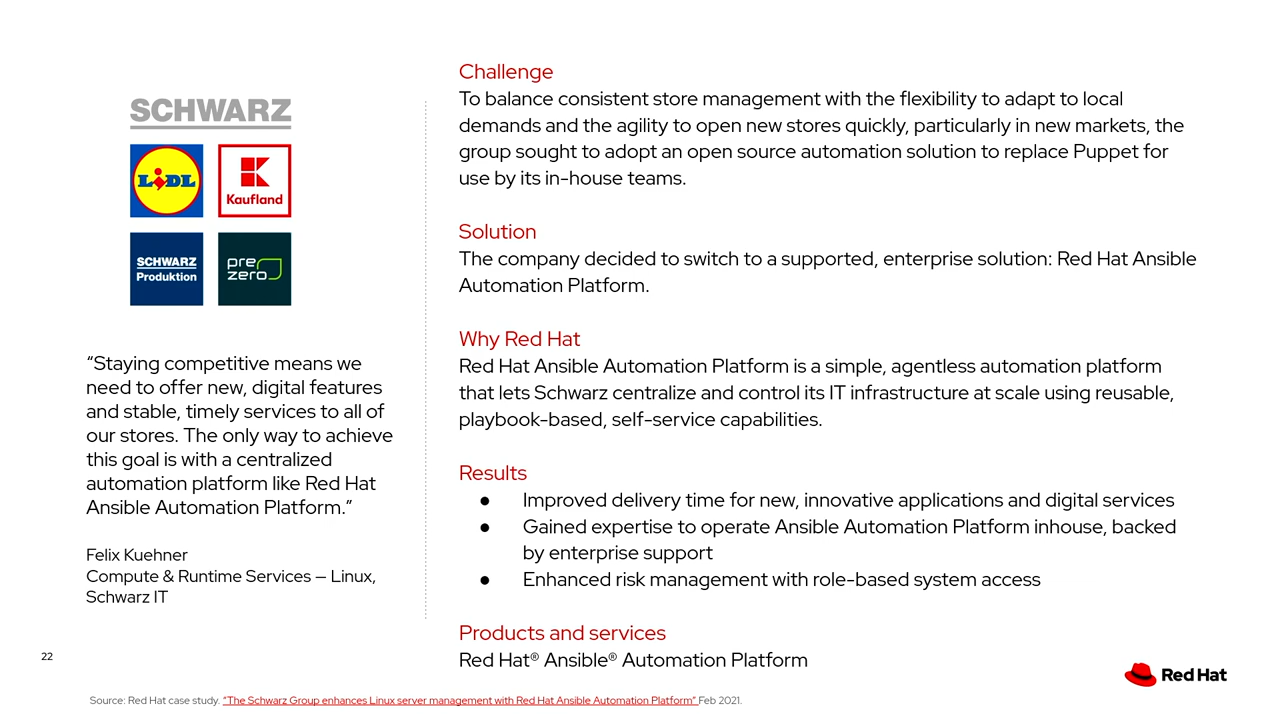 SCHWARZ
LIDL
Kaufland
SCHWARZ
Produktion
pre
zero
“Staying competitive means we
need to offer new, digital features
and stable, timely services to all of
our stores. The only way to achieve
this goal is with a centralized
automation platform like Red Hat
Ansible Automation Platform.”
Felix Kuehner
Compute & Runtime Services – Linux,
Schwarz IT
Challenge
To balance consistent store management with the flexibility to adapt to local
demands and the agility to open new stores quickly, particularly in new markets, the
group sought to adopt an open source automation solution to replace Puppet for
use by its in-house teams.
Solution
The company decided to switch to a supported, enterprise solution: Red Hat Ansible
Automation Platform.
Why Red Hat
Red Hat Ansible Automation Platform is a simple, agentless automation platform
that lets Schwarz centralize and control its IT infrastructure at scale using reusable,
playbook-based, self-service capabilities.
Results
● Improved delivery time for new, innovative applications and digital services
● Gained expertise to operate Ansible Automation Platform inhouse, backed
by enterprise support
● Enhanced risk management with role-based system access
Products and services
Red Hat® Ansible® Automation Platform
22
Red Hat
Source: Red Hat case study. “The Schwarz Group enhances Linux server management with Red Hat Ansible Automation Platform” Feb 2021.